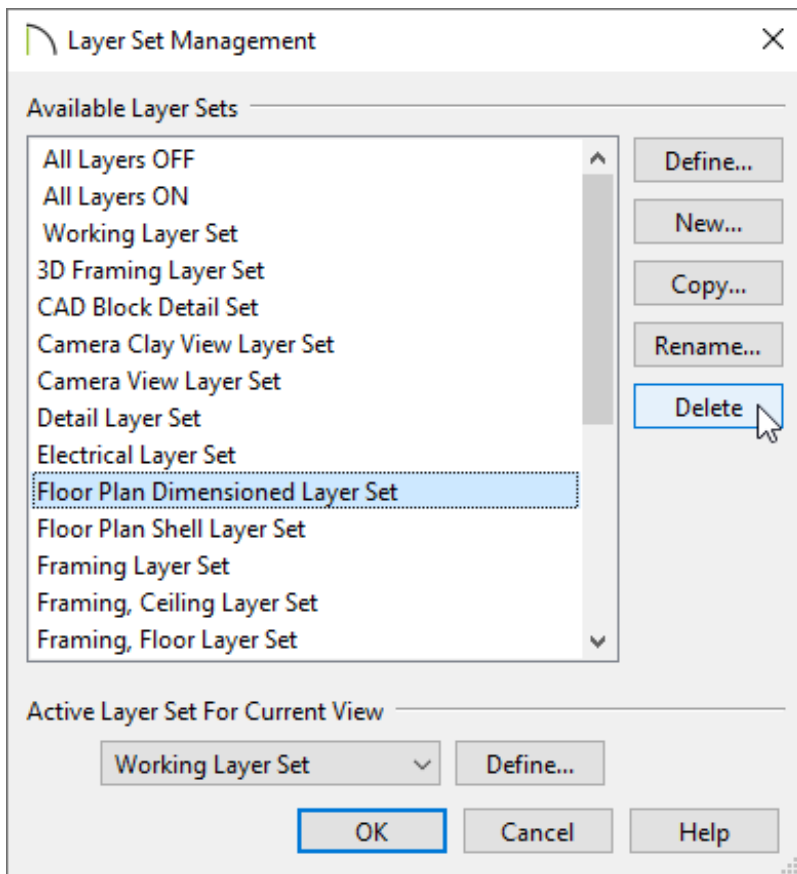 Layer Set Management
Available Layer Sets
All Layers OFF
All Layers ON
Working Layer Set
3D Framing Layer Set
CAD Block Detail Set
Camera Clay View Layer Set
Camera View Layer Set
Detail Layer Set
Electrical Layer Set
Floor Plan Dimensioned Layer Set
Floor Plan Shell Layer Set
Framing Layer Set
Framing, Ceiling Layer Set
Framing, Floor Layer Set
Define...
New...
Copy...
Rename...
Delete
Active Layer Set For Current View
Working Layer Set
Define...
OK
Cancel
Help